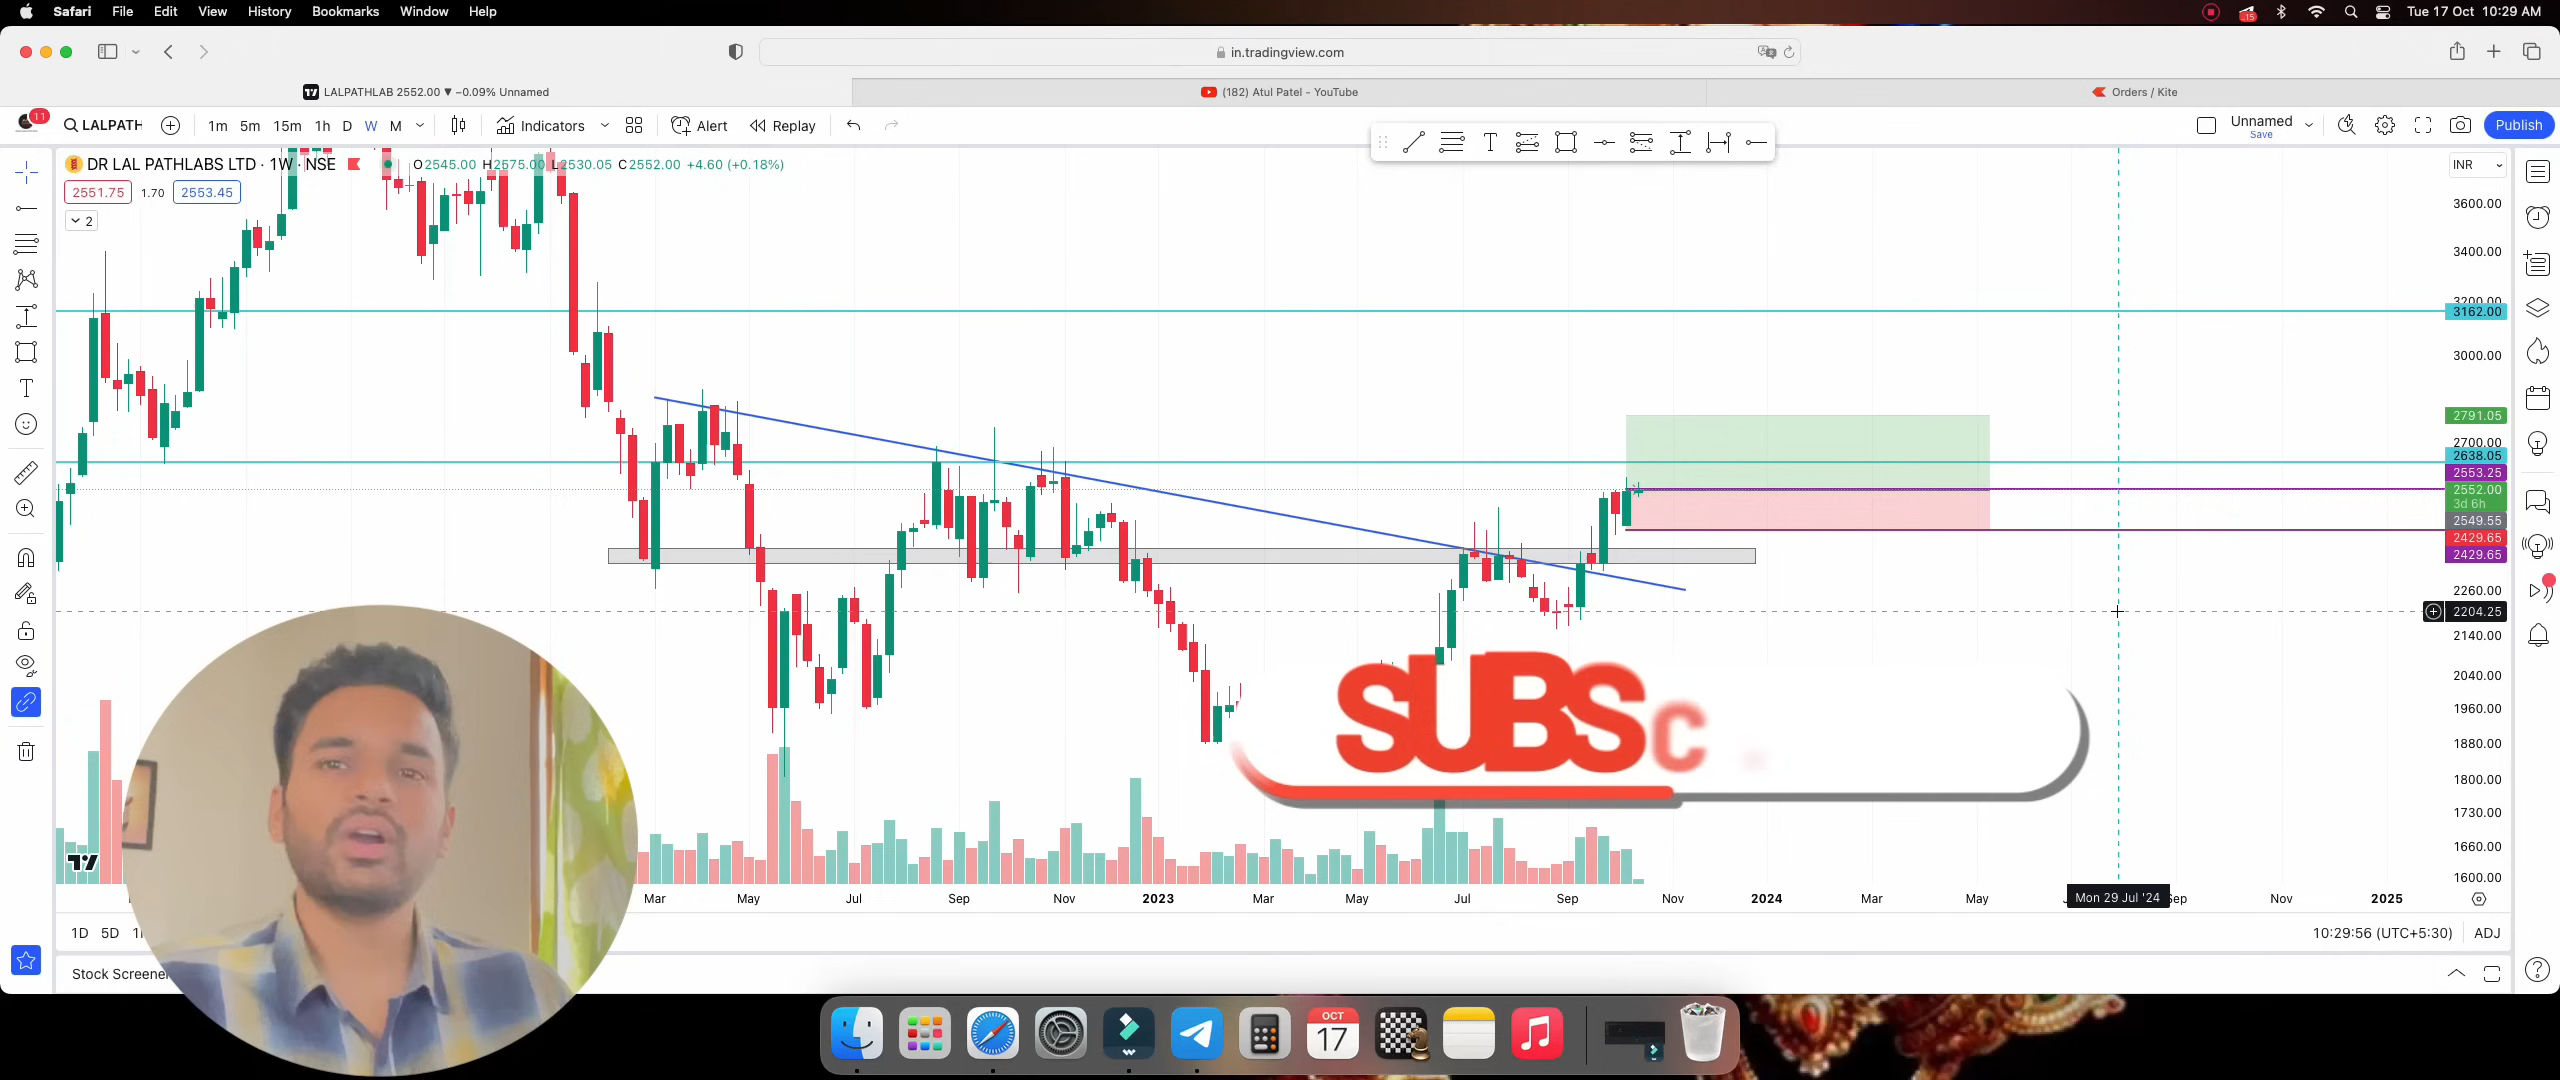 Safari File Edit View History Bookmarks Window Help
15
Tue 17 Oct 10:29 AM
in.tradingview.com
LALPATHLAB 2552.00 ▼ −0.09% Unnamed
(182) Atul Patel - YouTube
Orders / Kite
11
LALPATH
1m 5m 15m 1h D W M
Indicators
Alert
Replay
Unnamed
Save
Publish
DR LAL PATHLABS LTD · 1W · NSE
O2545.00 H2575.00 L2530.05 C2552.00 +4.60 (+0.18%)
INR
2551.75 1.70 2553.45
2
3600.00
3400.00
3200.00
3162.00
3000.00
2791.05
2700.00
2638.05
2553.25
2552.00
3d 6h
2549.55
2429.65
2429.65
2260.00
2204.25
2140.00
2040.00
1960.00
1880.00
1800.00
1730.00
1660.00
1600.00
SUBSC
Mar May Jul Sep Nov 2023 Mar May Jul Sep Nov 2024 Mar May Mon 29 Jul '24 Nov 2025
1D 5D
10:29:56 (UTC+5:30) ADJ
Stock Screener
OCT
17